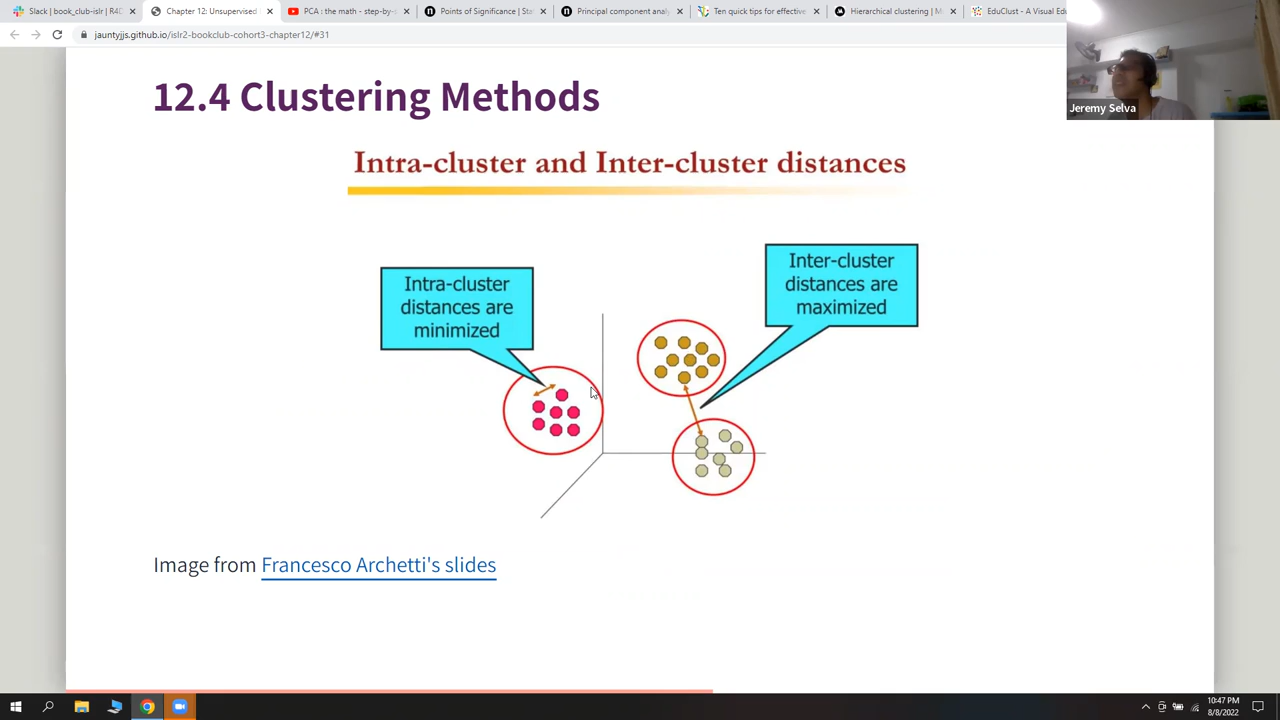 Slack | book_club-islr | R4D
Chapter 12: Unsupervised
PCA : the math - step-by-s
Points of Significance | Sta
Principal component analy
Ten quick tips for effective
Hierarchical clustering | M
EduClust - A Visual Edu
jauntyjjs.github.io/islr2-bookclub-cohort3-chapter12/#31
Jeremy Selva
12.4 Clustering Methods
Intra-cluster and Inter-cluster distances
Intra-cluster
distances are
minimized
Inter-cluster
distances are
maximized
Image from Francesco Archetti's slides
10:47 PM
8/8/2022